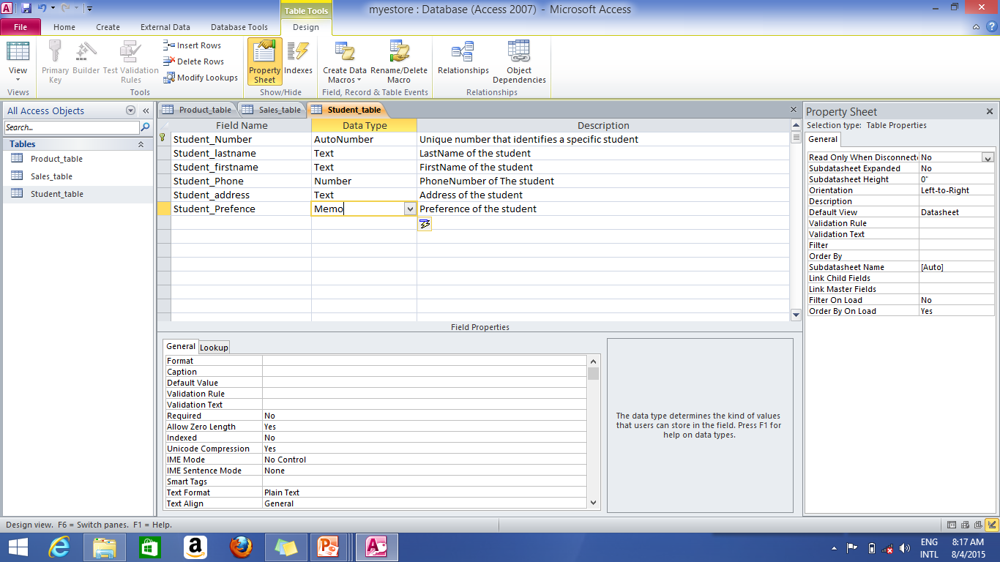 myestore : Database (Access 2007) - Microsoft Access
Table Tools
File Home Create External Data Database Tools Design
View
Views
Primary Key
Builder
Test Validation Rules
Insert Rows
Delete Rows
Modify Lookups
Tools
Property Sheet
Indexes
Show/Hide
Create Data Macros
Rename/Delete Macro
Field, Record & Table Events
Relationships
Object Dependencies
Relationships
All Access Objects
Search...
Tables
Product_table
Sales_table
Student_table
Product_table Sales_table Student_table
Field Name Data Type Description
Student_Number AutoNumber Unique number that identifies a specific student
Student_lastname Text LastName of the student
Student_firstname Text FirstName of the student
Student_Phone Number PhoneNumber of The student
Student_address Text Address of the student
Student_Prefence Memo Preference of the student
Field Properties
General Lookup
Format
Caption
Default Value
Validation Rule
Validation Text
Required No
Allow Zero Length Yes
Indexed No
Unicode Compression Yes
IME Mode No Control
IME Sentence Mode None
Smart Tags
Text Format Plain Text
Text Align General
The data type determines the kind of values
that users can store in the field. Press F1 for
help on data types.
Property Sheet
Selection type: Table Properties
General
Read Only When Disconnecte No
Subdatasheet Expanded No
Subdatasheet Height 0"
Orientation Left-to-Right
Description
Default View Datasheet
Validation Rule
Validation Text
Filter
Order By
Subdatasheet Name [Auto]
Link Child Fields
Link Master Fields
Filter On Load No
Order By On Load Yes
Design view. F6 = Switch panes. F1 = Help.
ENG
INTL
8:17 AM
8/4/2015